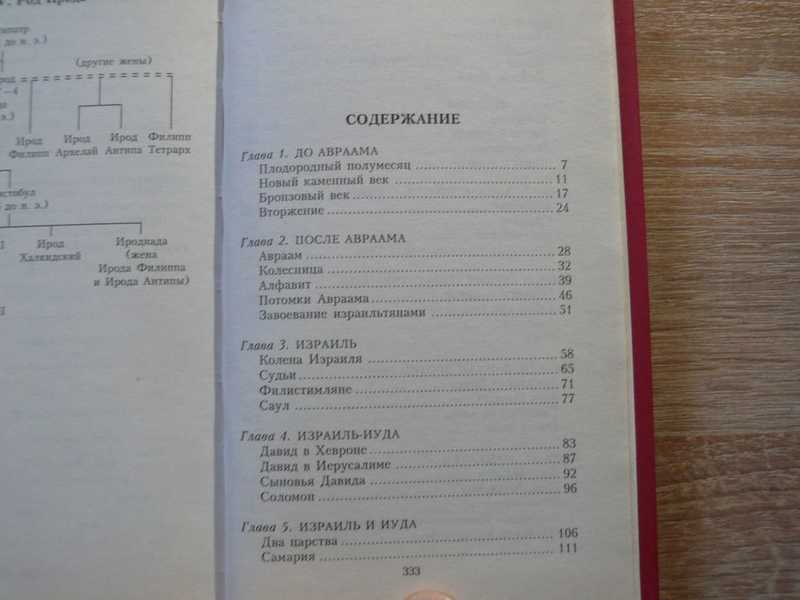 Род Ирода
до н. э.)
(другие жены)
Ирод Ирод Ирод Филипп
Филипп Архелай Антипа Тетрарх
до н. э.)
Ирод
Халкидский
Иродиада
(жена
Ирода Филиппа
и Ирода Антипы)
СОДЕРЖАНИЕ
Глава 1. ДО АВРААМА
Плодородный полумесяц 7
Новый каменный век 11
Бронзовый век 17
Вторжение 24
Глава 2. ПОСЛЕ АВРААМА
Авраам 28
Колесница 32
Алфавит 39
Потомки Авраама 46
Завоевание израильтянами 51
Глава 3. ИЗРАИЛЬ
Колена Израиля 58
Судьи 65
Филистимляне 71
Саул 77
Глава 4. ИЗРАИЛЬ-ИУДА
Давид в Хевроне 83
Давид в Иерусалиме 87
Сыновья Давида 92
Соломон 96
Глава 5. ИЗРАИЛЬ И ИУДА
Два царства 106
Самария 111
333